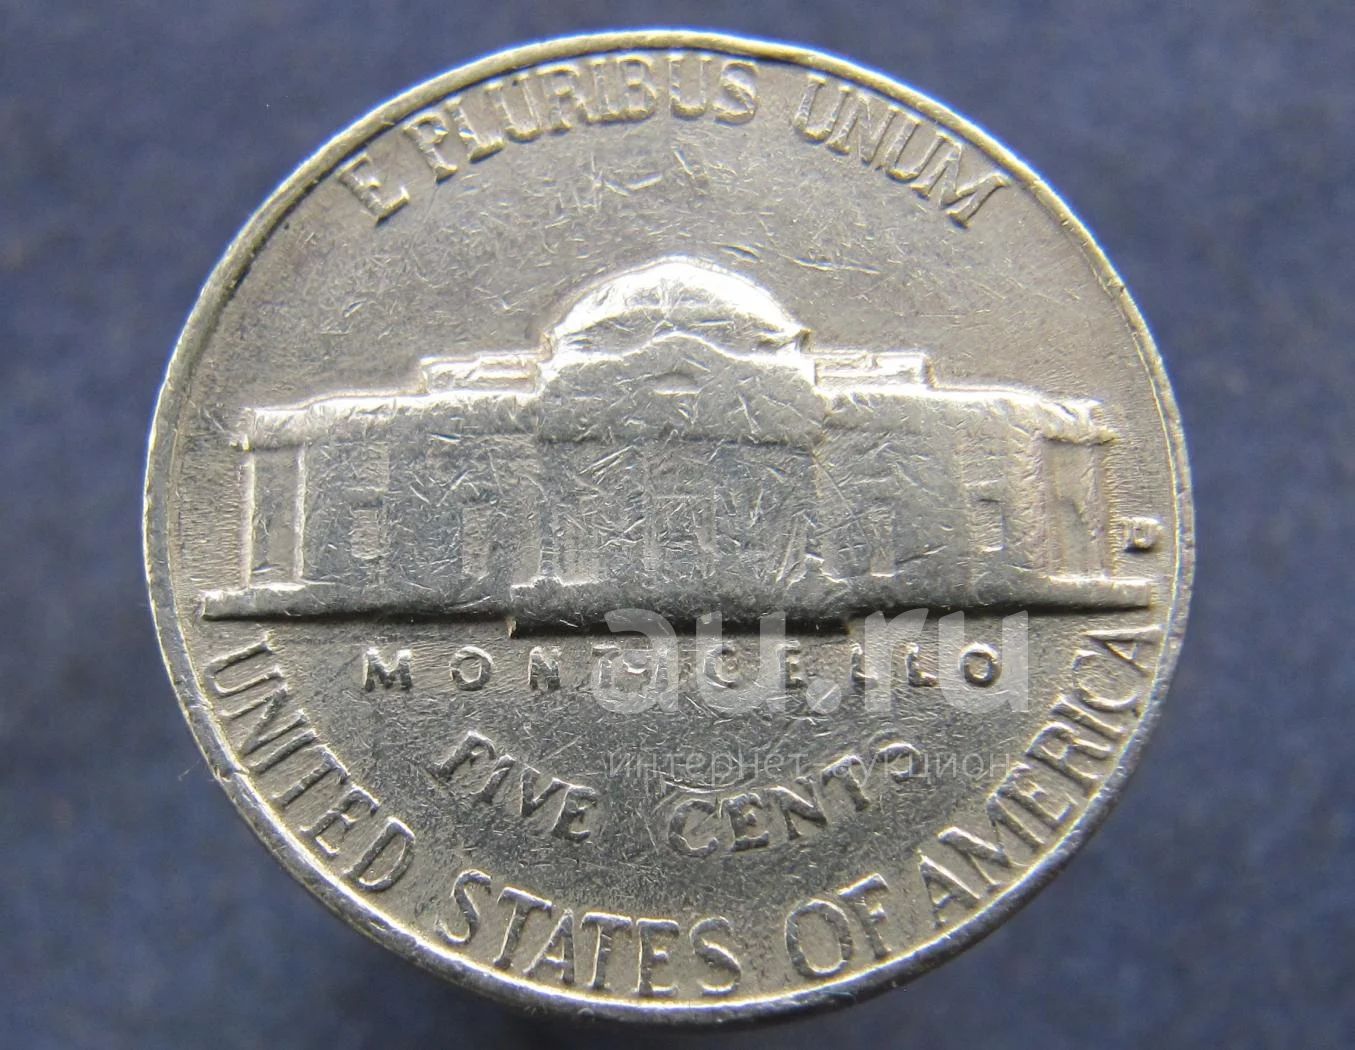 E PLURIBUS UNUM
D
MONTICELLO
FIVE CENTS
UNITED STATES OF AMERICA
au.ru
интернет аукцион